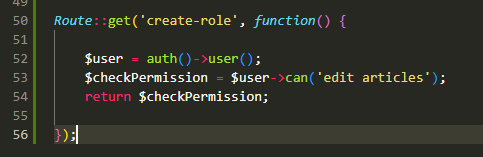 49
50 Route::get('create-role', function() {
51
52 $user = auth()->user();
53 $checkPermission = $user->can('edit articles');
54 return $checkPermission;
55
56 });